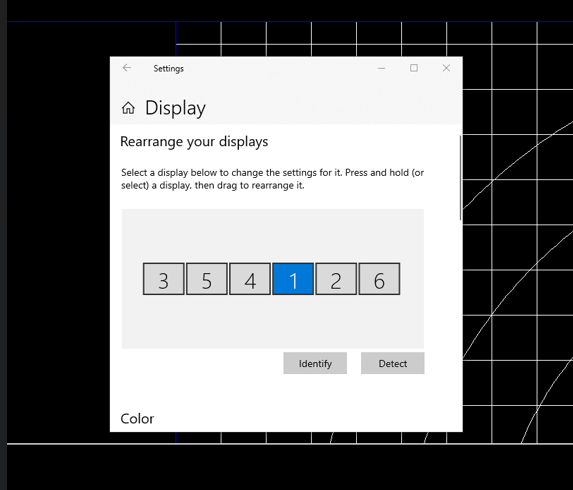 Settings
Display
Rearrange your displays
Select a display below to change the settings for it. Press and hold (or
select) a display, then drag to rearrange it.
3 5 4 1 2 6
Identify Detect
Color